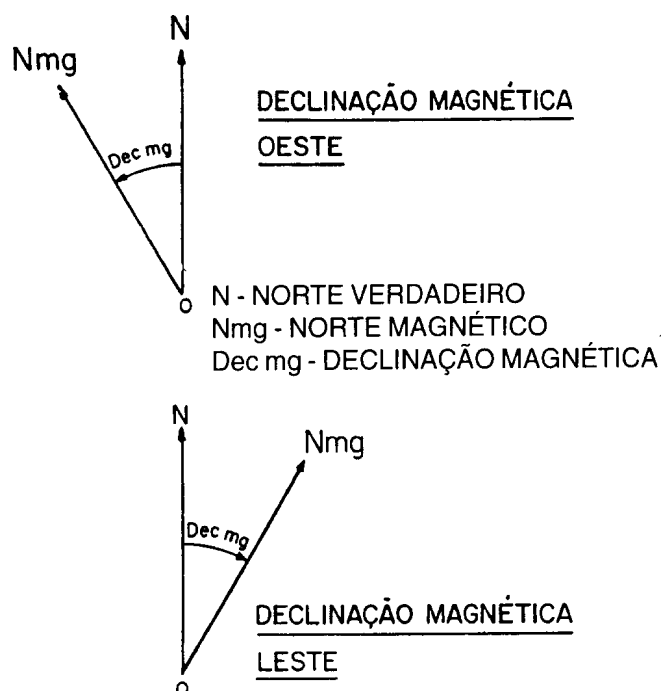 N
Nmg
Dec mg
DECLINAÇÃO MAGNÉTICA
OESTE
O
N - NORTE VERDADEIRO
Nmg - NORTE MAGNÉTICO
Dec mg - DECLINAÇÃO MAGNÉTICA
N
Nmg
Dec mg
DECLINAÇÃO MAGNÉTICA
LESTE
O